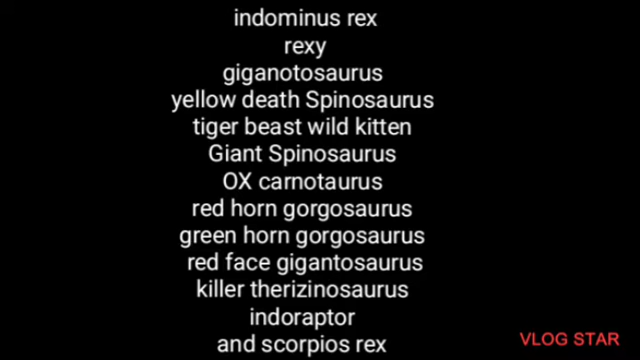 indominus rex
rexy
giganotosaurus
yellow death Spinosaurus
tiger beast wild kitten
Giant Spinosaurus
OX carnotaurus
red horn gorgosaurus
green horn gorgosaurus
red face gigantosaurus
killer therizinosaurus
indoraptor
and scorpios rex
VLOG STAR